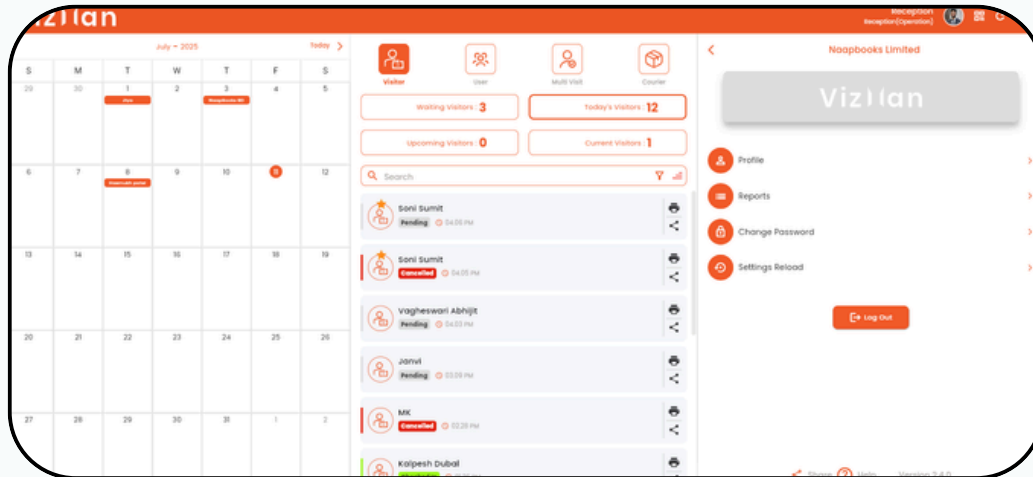 Reception
Reception(Operation)
July - 2025
Today
S M T W T F S
29 30 1 2 3 4 5
6 7 8 9 10 11 12
13 14 15 16 17 18 19
20 21 22 23 24 25 26
27 28 29 30 31 1 2
Visitor
User
Multi Visit
Courier
Waiting Visitors : 3
Today's Visitors : 12
Upcoming Visitors : 0
Current Visitors : 1
Search
Soni Sumit
Pending 04:06 PM
Soni Sumit
Cancelled 04:05 PM
Vagheswari Abhijit
Pending 04:03 PM
Janvi
Pending 03:09 PM
MK
Cancelled 02:25 PM
Kalpesh Dubal
Naapbooks Limited
Profile
Reports
Change Password
Settings Reload
Log Out
Share
Help
Version 2.4.0